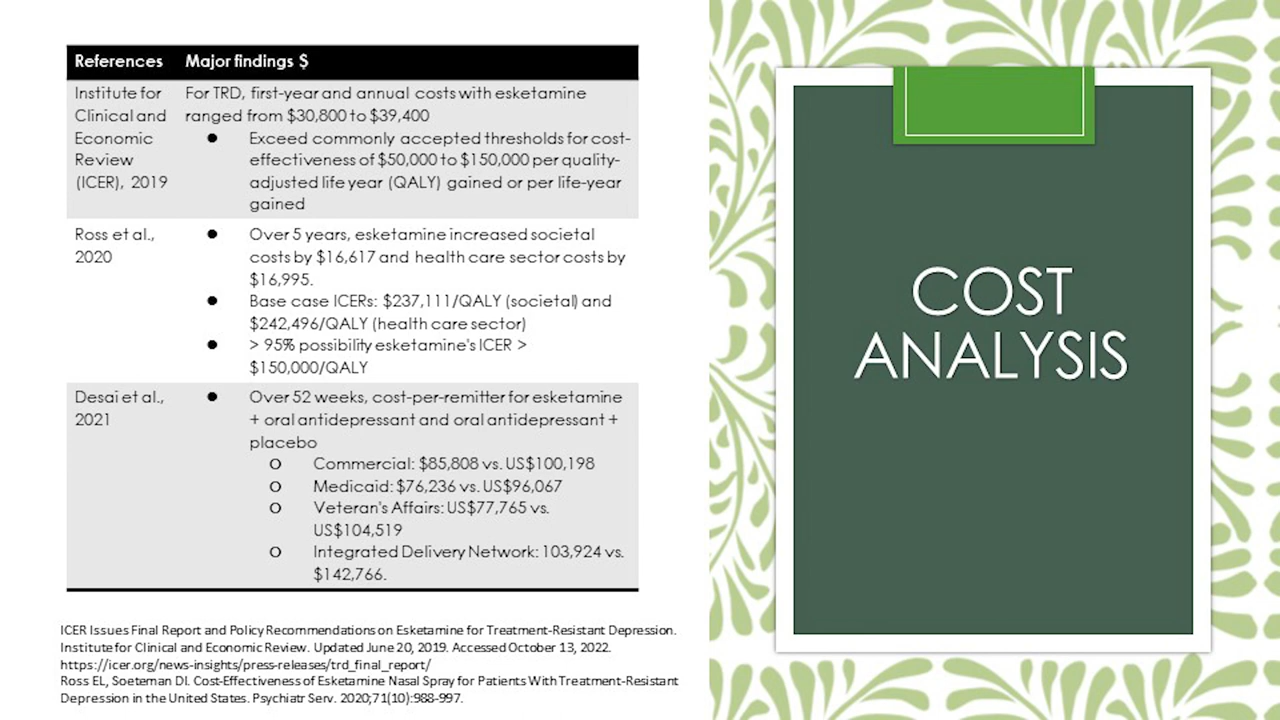 References Major findings $
Institute for
Clinical and
Economic
Review
(ICER), 2019
For TRD, first-year and annual costs with esketamine
ranged from $30,800 to $39,400
● Exceed commonly accepted thresholds for cost-
effectiveness of $50,000 to $150,000 per quality-
adjusted life year (QALY) gained or per life-year
gained
Ross et al.,
2020
● Over 5 years, esketamine increased societal
costs by $16,617 and health care sector costs by
$16,995.
● Base case ICERs: $237,111/QALY (societal) and
$242,496/QALY (health care sector)
● > 95% possibility esketamine's ICER >
$150,000/QALY
Desai et al.,
2021
● Over 52 weeks, cost-per-remitter for esketamine
+ oral antidepressant and oral antidepressant +
placebo
o Commercial: $85,808 vs. US$100,198
o Medicaid: $76,236 vs. US$96,067
o Veteran's Affairs: US$77,765 vs.
US$104,519
o Integrated Delivery Network: 103,924 vs.
$142,766.
ICER Issues Final Report and Policy Recommendations on Esketamine for Treatment-Resistant Depression.
Institute for Clinical and Economic Review. Updated June 20, 2019. Accessed October 13, 2022.
https://icer.org/news-insights/press-releases/trd_final_report/
Ross EL, Soeteman DI. Cost-Effectiveness of Esketamine Nasal Spray for Patients With Treatment-Resistant
Depression in the United States. Psychiatr Serv. 2020;71(10):988-997.
COST
ANALYSIS